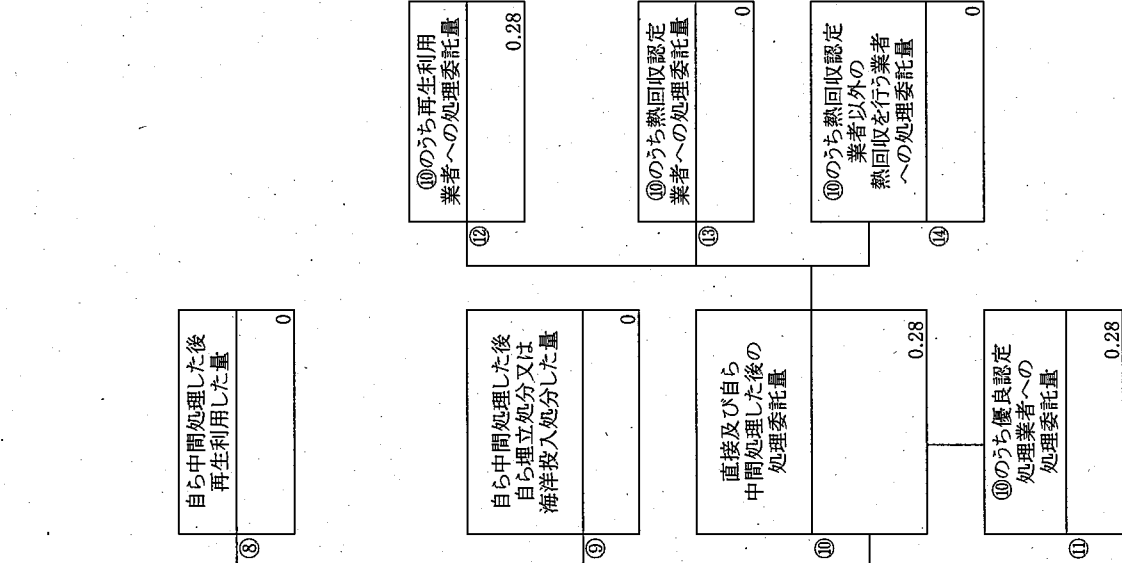 ⑧
自ら中間処理した後
再生利用した量
0
⑨
自ら中間処理した後
自ら埋立処分又は
海洋投入処分した量
0
⑩
直接及び自ら
中間処理した後の
処理委託量
0.28
⑪
⑩のうち優良認定
処理業者への
処理委託量
0.28
⑫
⑩のうち再生利用
業者への処理委託量
0.28
⑬
⑩のうち熱回収認定
業者への処理委託量
0
⑭
⑩のうち熱回収認定
業者以外の
熱回収を行う業者
への処理委託量
0